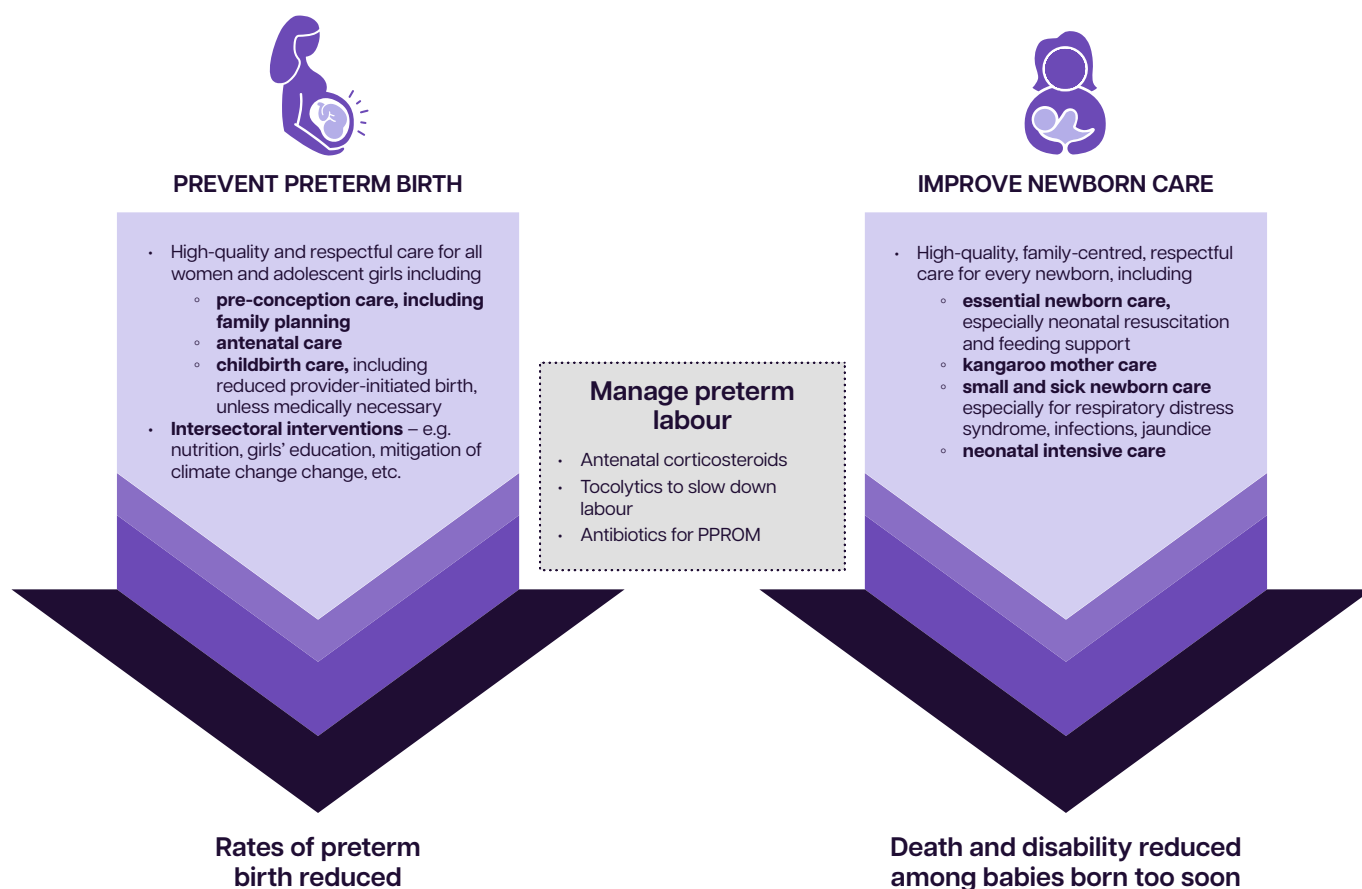 PREVENT PRETERM BIRTH
• High-quality and respectful care for all
women and adolescent girls including
◦ pre-conception care, including
family planning
◦ antenatal care
◦ childbirth care, including
reduced provider-initiated birth,
unless medically necessary
• Intersectoral interventions – e.g.
nutrition, girls’ education, mitigation of
climate change change, etc.
Rates of preterm
birth reduced
Manage preterm
labour
• Antenatal corticosteroids
• Tocolytics to slow down
labour
• Antibiotics for PPROM
IMPROVE NEWBORN CARE
• High-quality, family-centred, respectful
care for every newborn, including
◦ essential newborn care,
especially neonatal resuscitation
and feeding support
◦ kangaroo mother care
◦ small and sick newborn care
especially for respiratory distress
syndrome, infections, jaundice
◦ neonatal intensive care
Death and disability reduced
among babies born too soon